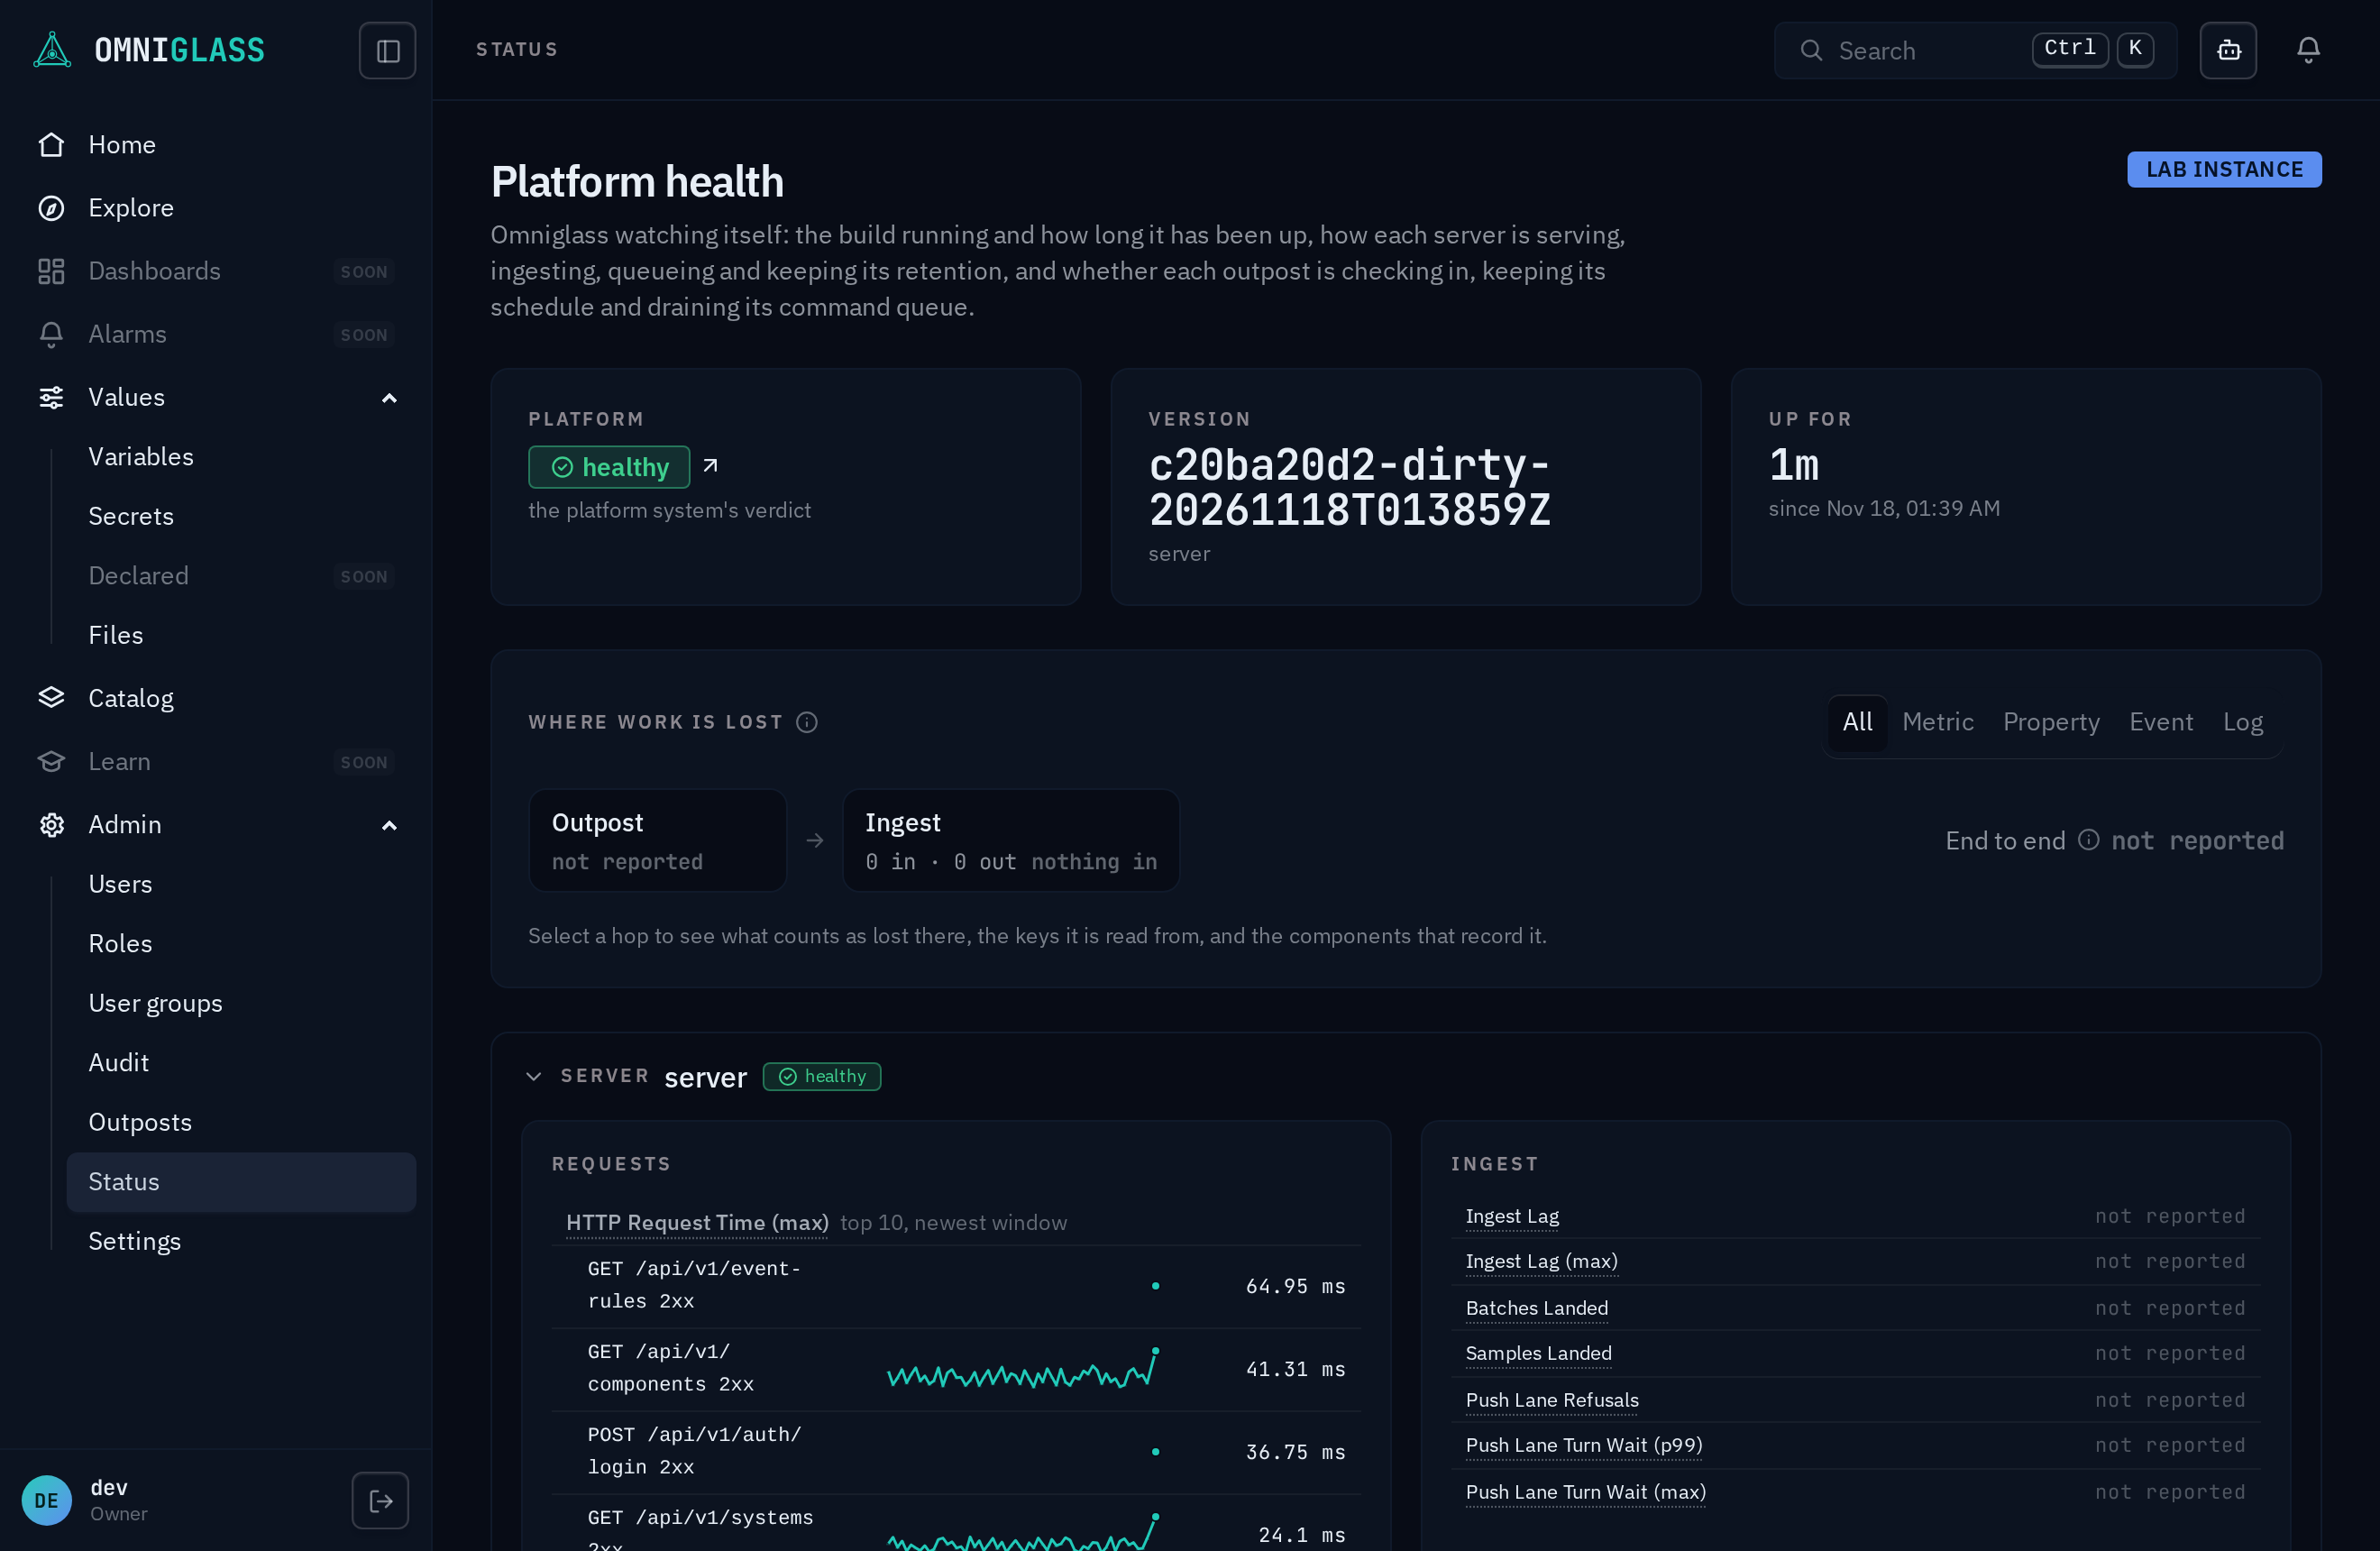 OMNIGLASS
STATUS
Search
Ctrl K
Home
Explore
Dashboards SOON
Alarms SOON
Values
Variables
Secrets
Declared SOON
Files
Catalog
Learn SOON
Admin
Users
Roles
User groups
Audit
Outposts
Status
Settings
DE
dev
Owner
Platform health
LAB INSTANCE
Omniglass watching itself: the build running and how long it has been up, how each server is serving,
ingesting, queueing and keeping its retention, and whether each outpost is checking in, keeping its
schedule and draining its command queue.
PLATFORM
healthy
the platform system's verdict
VERSION
c20ba20d2-dirty-
20261118T013859Z
server
UP FOR
1m
since Nov 18, 01:39 AM
WHERE WORK IS LOST
All Metric Property Event Log
Outpost
not reported
Ingest
0 in · 0 out nothing in
End to end not reported
Select a hop to see what counts as lost there, the keys it is read from, and the components that record it.
SERVER server healthy
REQUESTS
HTTP Request Time (max) top 10, newest window
GET /api/v1/event-
rules 2xx
64.95 ms
GET /api/v1/
components 2xx
41.31 ms
POST /api/v1/auth/
login 2xx
36.75 ms
GET /api/v1/systems
2xx
24.1 ms
INGEST
Ingest Lag not reported
Ingest Lag (max) not reported
Batches Landed not reported
Samples Landed not reported
Push Lane Refusals not reported
Push Lane Turn Wait (p99) not reported
Push Lane Turn Wait (max) not reported